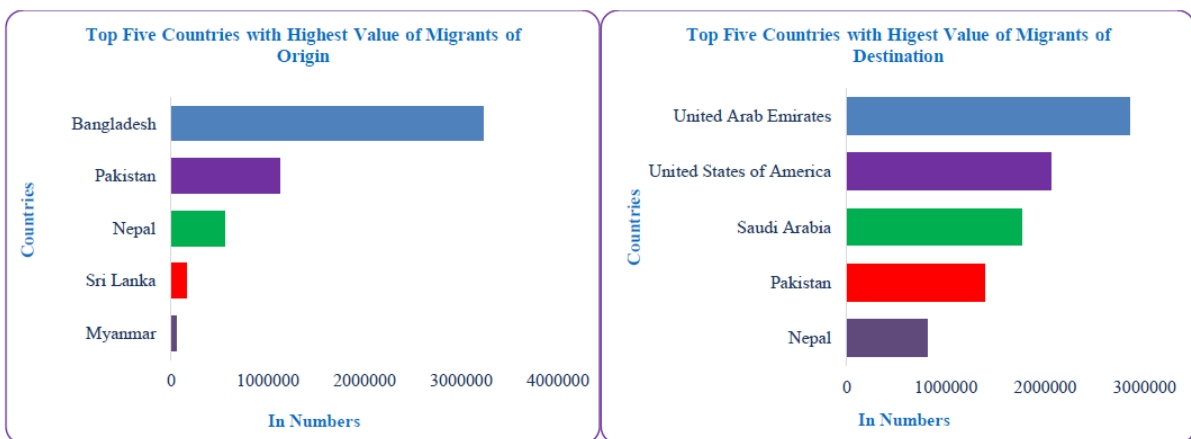 Top Five Countries with Highest Value of Migrants of
Origin
Countries
Bangladesh
Pakistan
Nepal
Sri Lanka
Myanmar
0 1000000 2000000 3000000 4000000
In Numbers
Top Five Countries with Higest Value of Migrants of
Destination
Countries
United Arab Emirates
United States of America
Saudi Arabia
Pakistan
Nepal
0 1000000 2000000 3000000
In Numbers